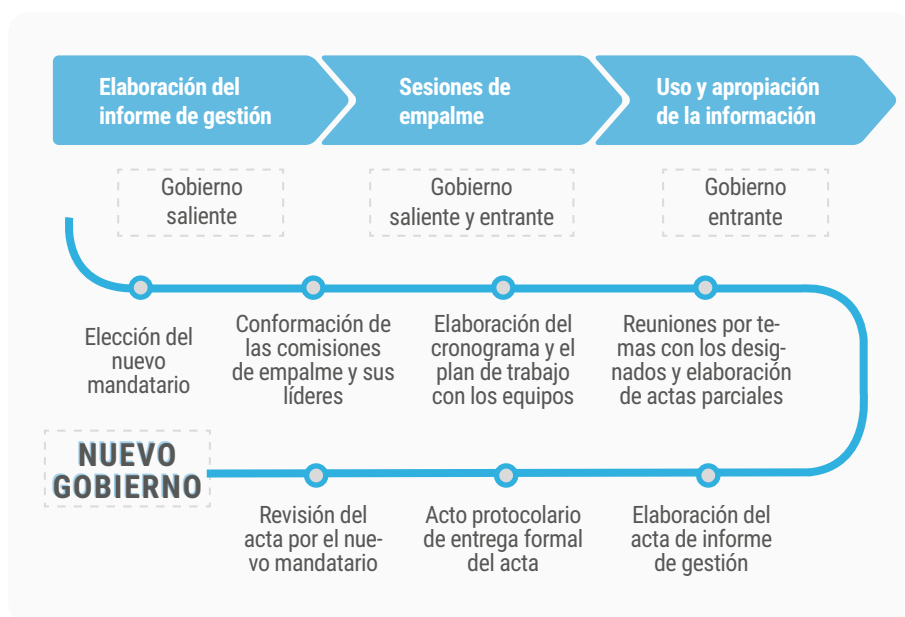 Elaboración del
informe de gestión
Sesiones de
empalme
Uso y apropiación
de la información
Gobierno
saliente
Gobierno
saliente y entrante
Gobierno
entrante
Elección del
nuevo
mandatario
Conformación de
las comisiones
de empalme y sus
líderes
Elaboración del
cronograma y el
plan de trabajo
con los equipos
Reuniones por te-
mas con los desig-
nados y elaboración
de actas parciales
Elaboración del
acta de informe
de gestión
Acto protocolario
de entrega formal
del acta
Revisión del
acta por el nue-
vo mandatario
NUEVO
GOBIERNO